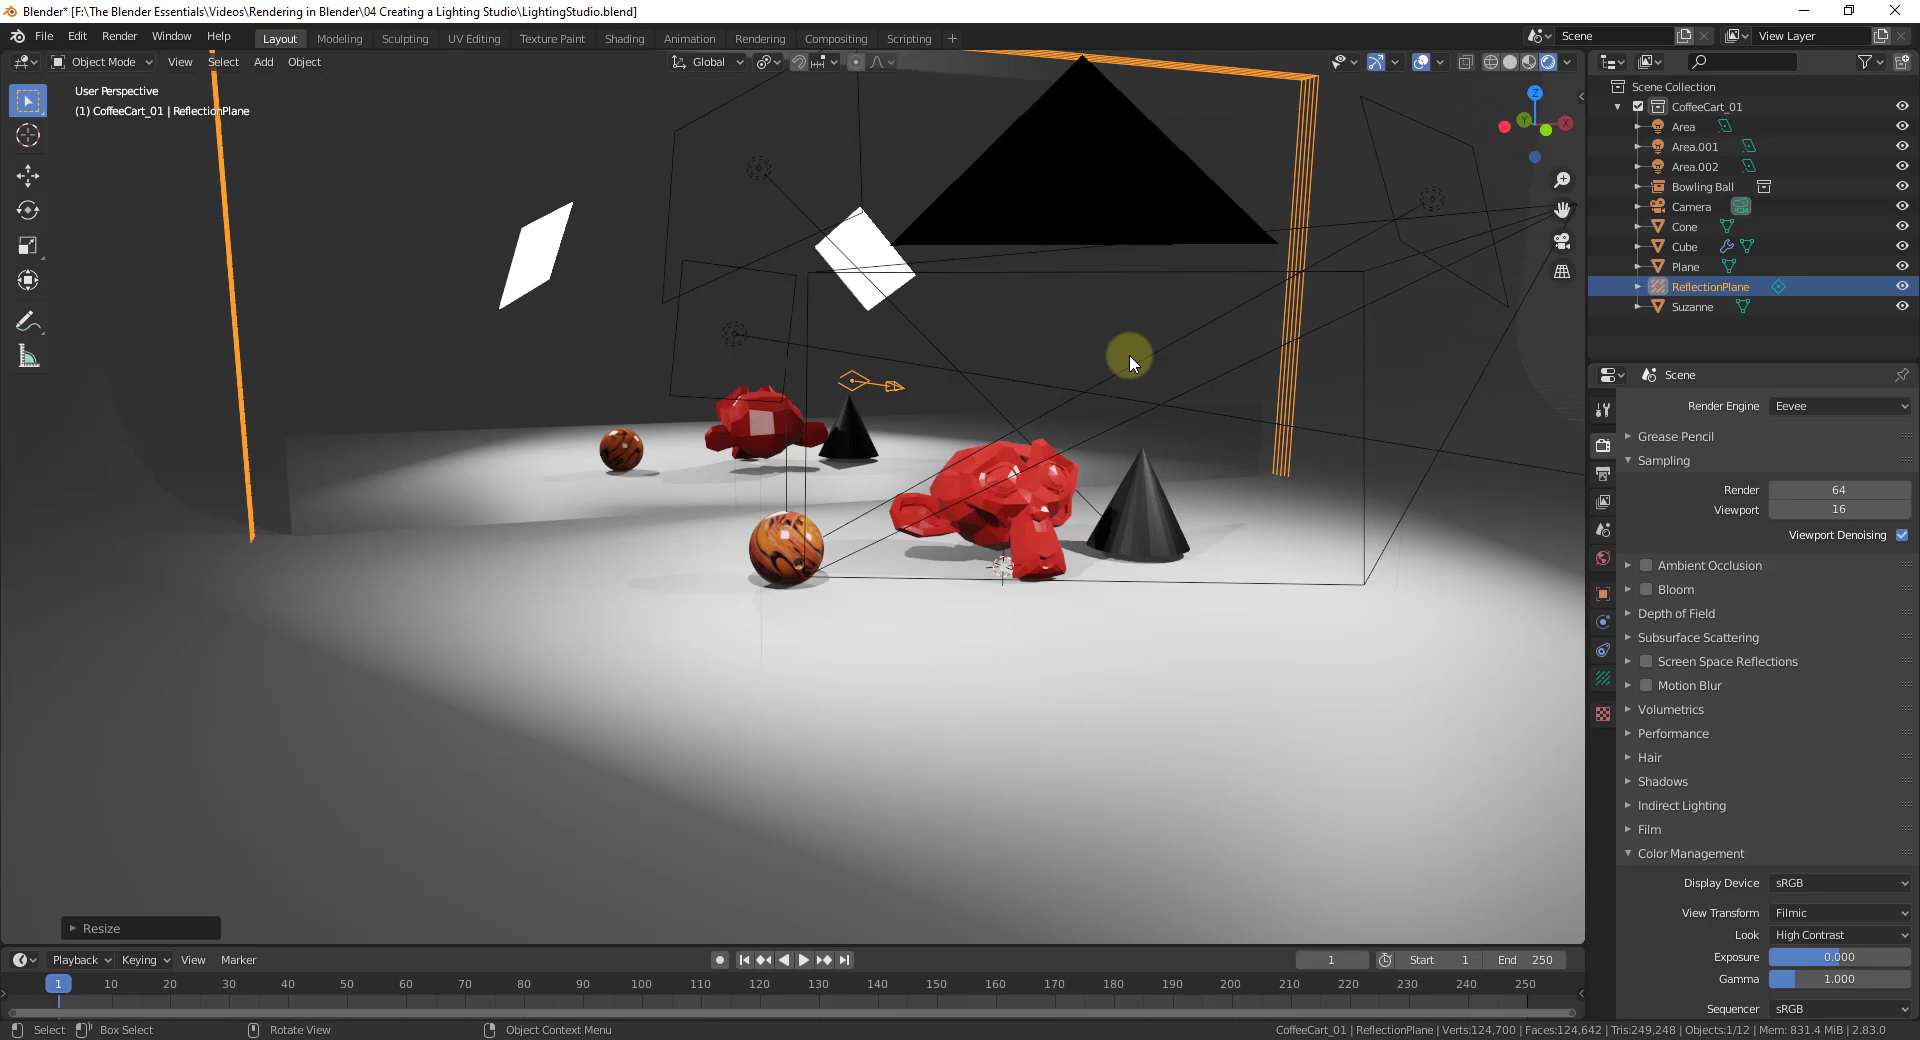 Blender* [F:\The Blender Essentials\Videos\Rendering in Blender\04 Creating a Lighting Studio\LightingStudio.blend]
File Edit Render Window Help Layout Modeling Sculpting UV Editing Texture Paint Shading Animation Rendering Compositing Scripting + Scene View Layer
Object Mode View Select Add Object Global
User Perspective
(1) CoffeeCart_01 | ReflectionPlane
Z
Y
X
Scene Collection
CoffeeCart_01
Area
Area.001
Area.002
Bowling Ball
Camera
Cone
Cube
Plane
ReflectionPlane
Suzanne
Scene
Render Engine Eevee
Grease Pencil
Sampling
Render 64
Viewport 16
Viewport Denoising
Ambient Occlusion
Bloom
Depth of Field
Subsurface Scattering
Screen Space Reflections
Motion Blur
Volumetrics
Performance
Hair
Shadows
Indirect Lighting
Film
Color Management
Display Device sRGB
View Transform Filmic
Look High Contrast
Exposure 0.000
Gamma 1.000
Sequencer sRGB
Resize
Playback Keying View Marker 1 Start 1 End 250
1 10 20 30 40 50 60 70 80 90 100 110 120 130 140 150 160 170 180 190 200 210 220 230 240 250
Select Box Select Rotate View Object Context Menu CoffeeCart_01 | ReflectionPlane | Verts:124,700 | Faces:124,642 | Tris:249,248 | Objects:1/12 | Mem: 831.4 MiB | 2.83.0